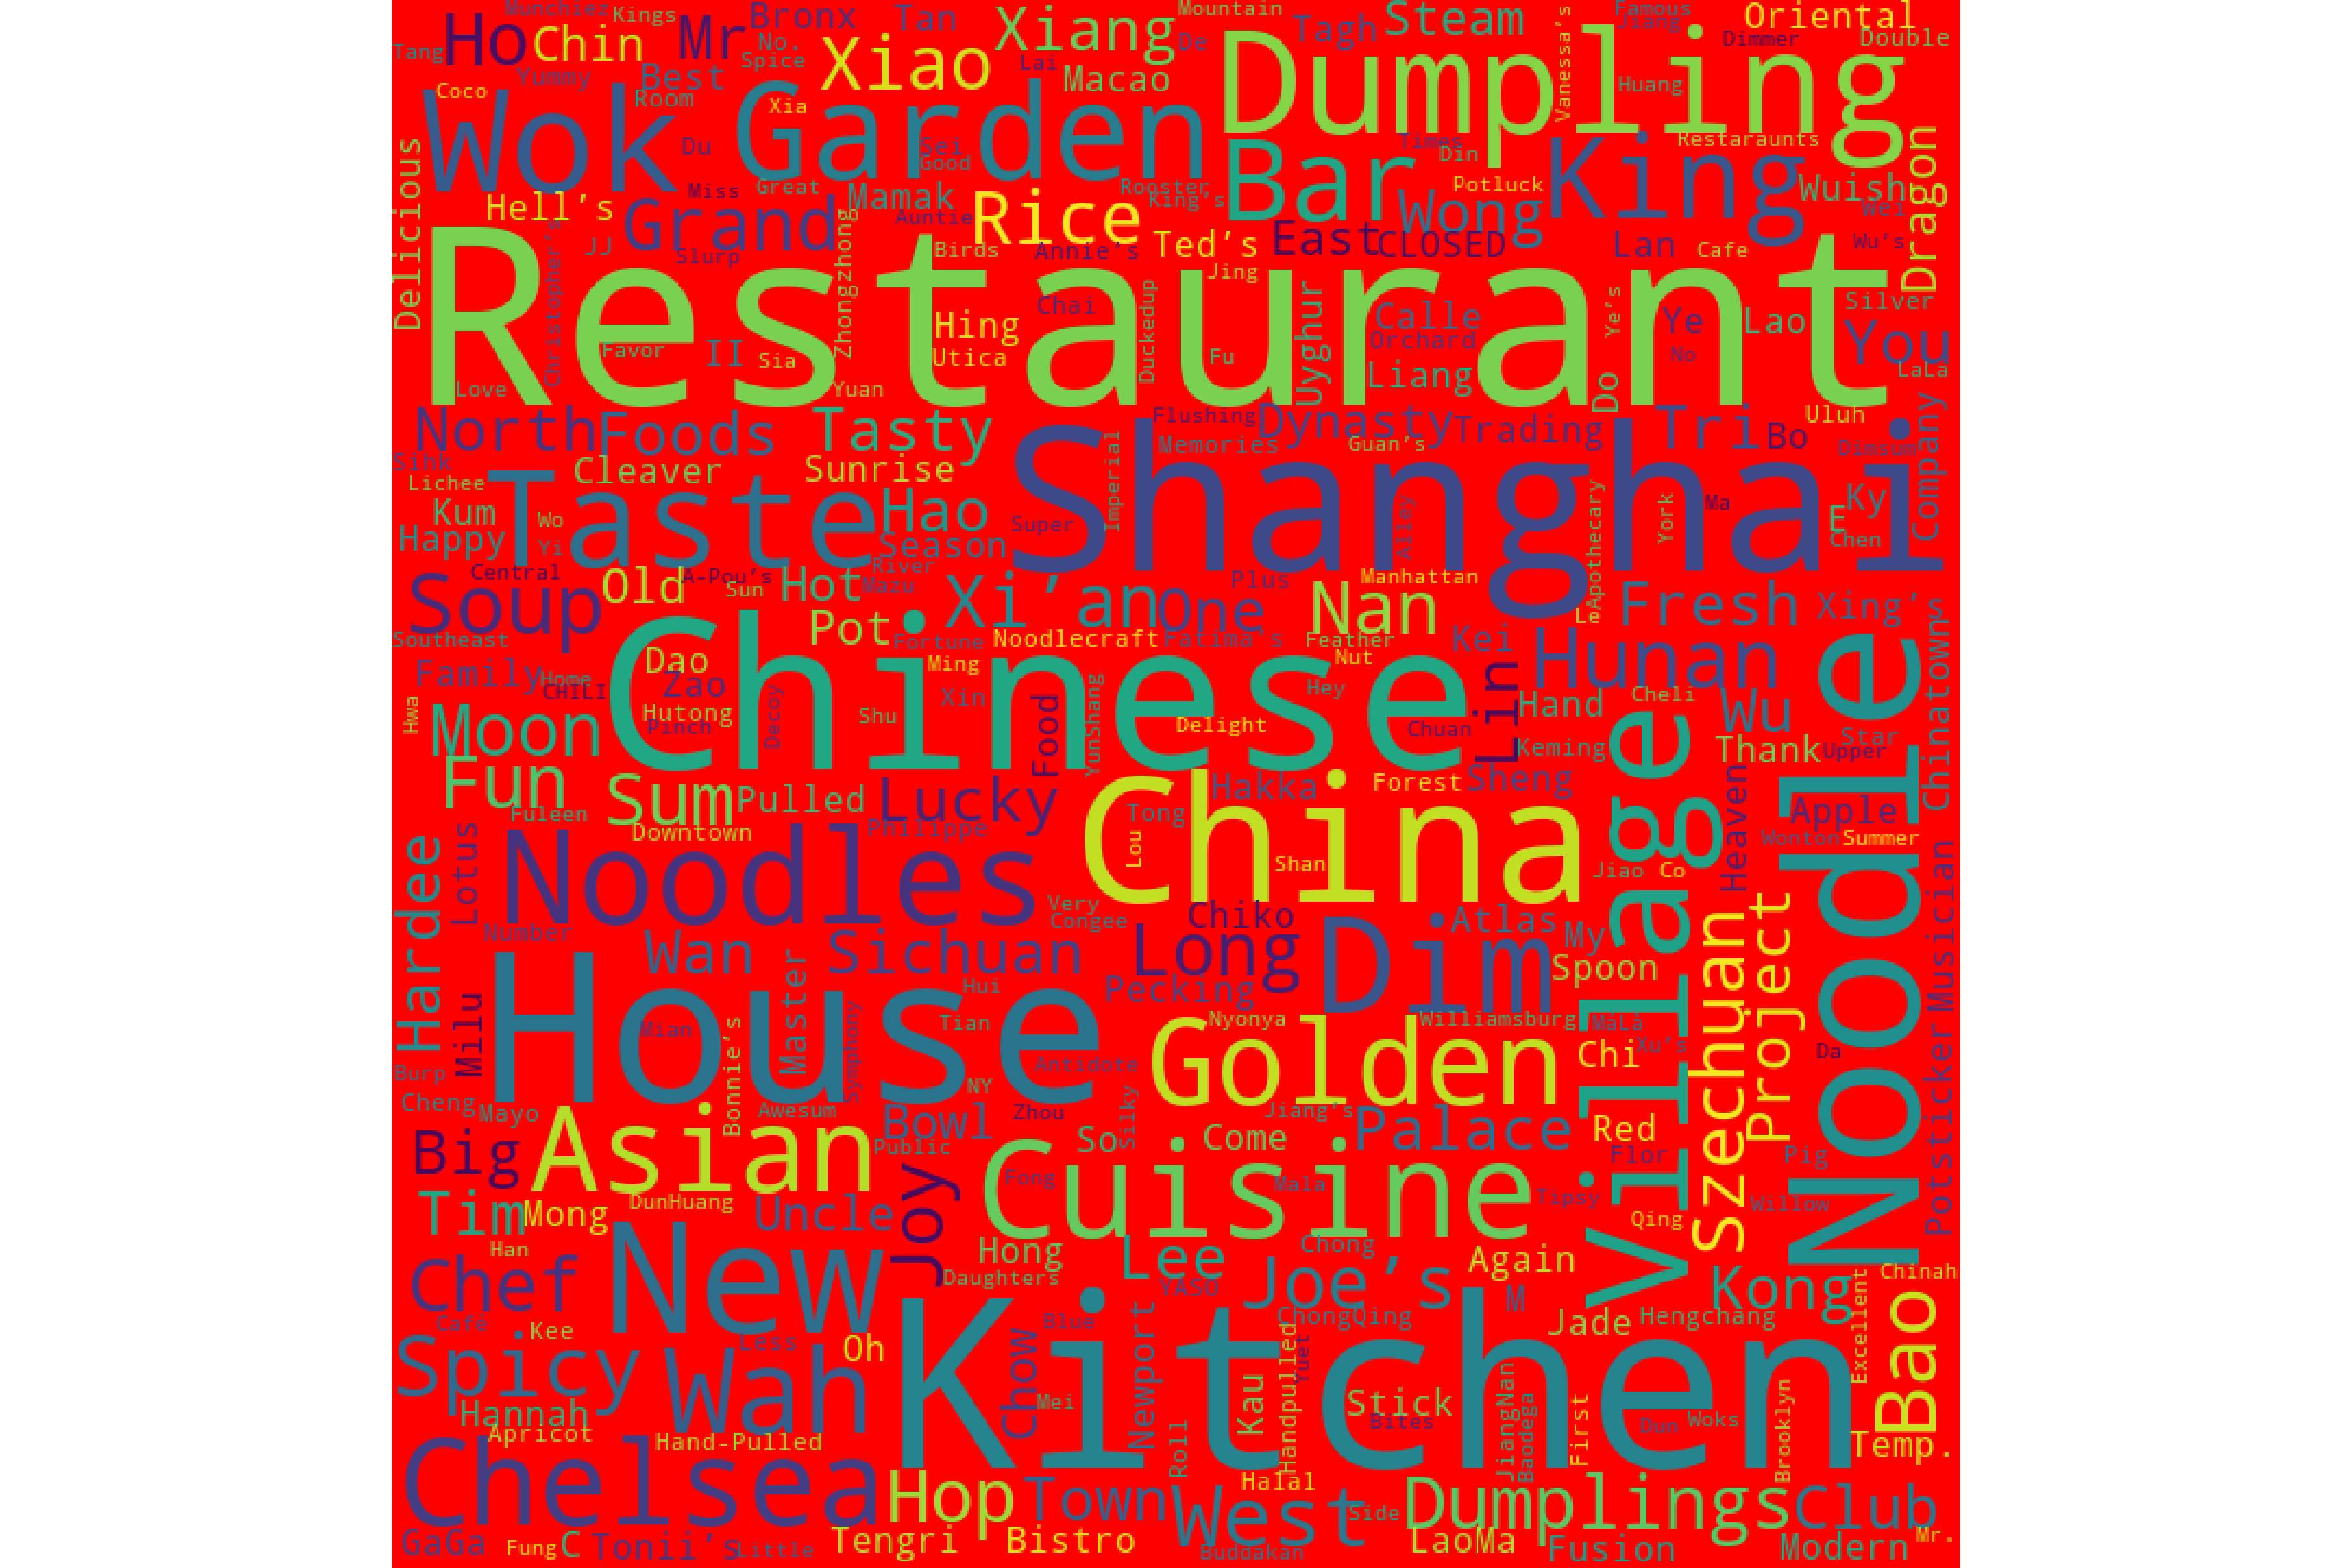 Munchiez Kings Bronx Tan Xiang Mountain Tagh Steam Vanessa's Famous Jiang Oriental
Tang Ho Chin Mr No. Spice Xiao De Dumpling Dimmer Double
Yummy Best Lai Macao Huang
Coco Room Xia Garden
Wok Du Sei Good Bar Times Din King Restaraunts
Delicious Miss Great Mamak Rooster King's Potluck Wuish Dragon
Hell's Grand Auntie Rice Wong Wei
JJ Slurp Zhongzhong Birds Annie's Ted's East CLOSED Lan Cafe Wu's
Christopher's Restaurant Jing
Chai Duckedup Uyghur Calle Ye's Ye Lao Silver
Favor II Sia Hing Utica Fu Orchard No You
Love Yuan Liang Do LaLa
North Foods Tasty Flushing Dynasty Trading Tri Bo Uluh Company
Sihk Cleaver Sunrise Memories Guan's Dimsum
Lichee Taste Shanghai
Kum Wo Hao Super Imperial Alley Apothecary York Ma Ky
Happy Yi Season E Chen
Central A-Pou's River
Soup Old Sun Hot Mazu Xi'an One Plus Manhattan Nan Le Fresh Xing's
Southeast Pot Fortune Noodlecraft Fatima's Feather Kei Hunan
Family Home Dao Chinese Ming Nut
CHILI Zao Xin Hey Lin Hand Cheli Wu Chinatown
Hwa Hutong Pinch Decoy Shu Food YunShang Delight Chuan
Moon Keming Thank Upper Star
Fun Sum Pulled Lucky China Hakka Forest Sheng Village Heaven Noodle
Fuleen Downtown Philippe Tong Apple
Lotus Noodles Lou Shan Jiao Co Wonton Summer
Hardee Very Congee Chiko Atlas
Number Wan Sichuan Long Dim My Szechuan Project Musician
Master Hui Pecking Spoon
Milu House Mian Bonnie's Symphony Tian Nyonya Williamsburg MáLà
Antidote Golden Chi Xu's Da
Burp NY Potsticker
Cheng Mayo Awesum Bowl Zhou Silky Jiang's Palace
Big Asian Public So Come Red Flor Pig
Joy Cuisine Fong Mala Tipsy Willow
Tim Mong DunHuang Uncle Qing
Han Hong Lee Chong Again
Chef New Daughters YASO Joe's M Kong Excellent Chinah
Café Kee Less Kitchen Blue ChongQing Jade Hengchang Bao
Spicy Wah Oh Chow Newport Handpulled Yuet
Hannah Mei Kau Stick Bites JiangNan Baodega First Dun Woks Brooklyn
Apricot Hand-Pulled Roll Temp.
Chelsea Hop Town West Halal Side Dumplings Club
GaGa Fung C Tonii's Little Tengri Bistro Buddakan LaoMa Fusion Modern Mr.